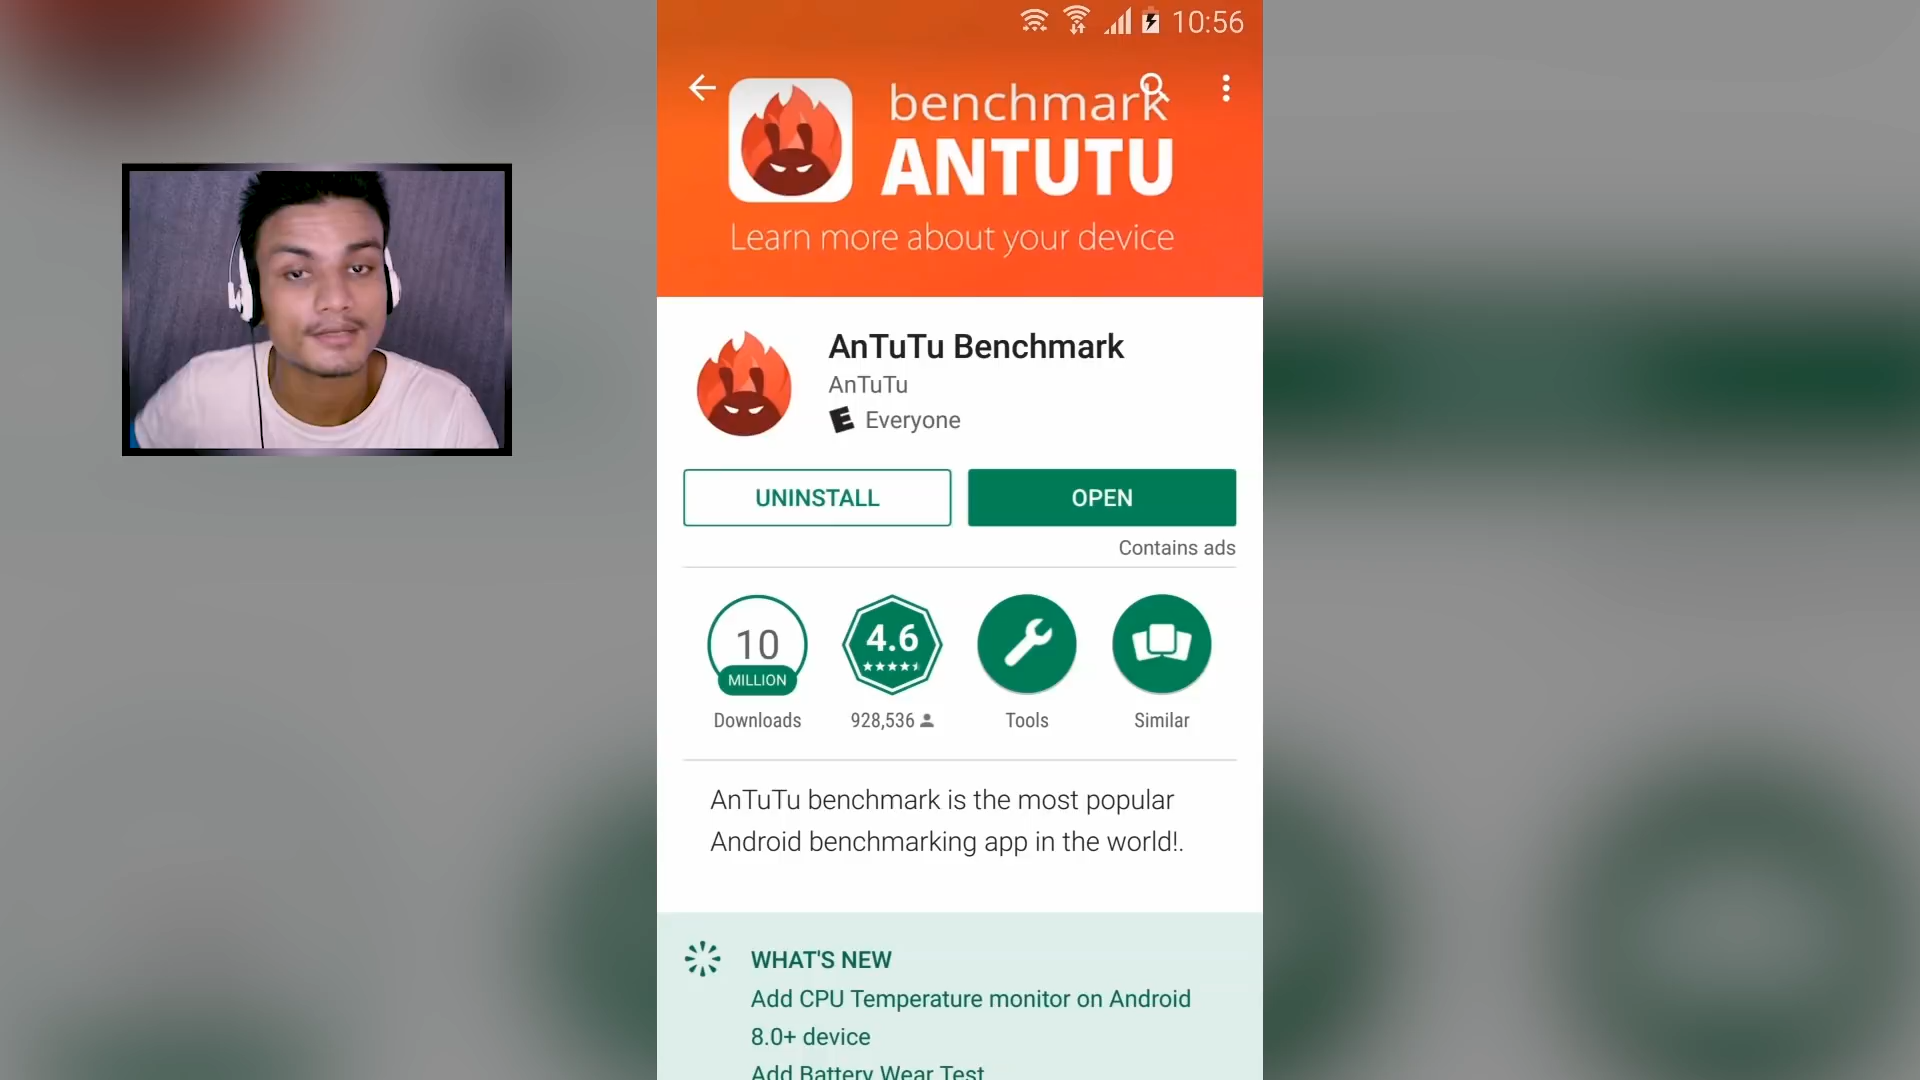 10:56
benchmark
ANTUTU
Learn more about your device
AnTuTu Benchmark
AnTuTu
E Everyone
UNINSTALL
OPEN
Contains ads
10
MILLION
4.6
Downloads
928,536
Tools
Similar
AnTuTu benchmark is the most popular
Android benchmarking app in the world!.
WHAT'S NEW
Add CPU Temperature monitor on Android
8.0+ device
Add Battery Wear Test